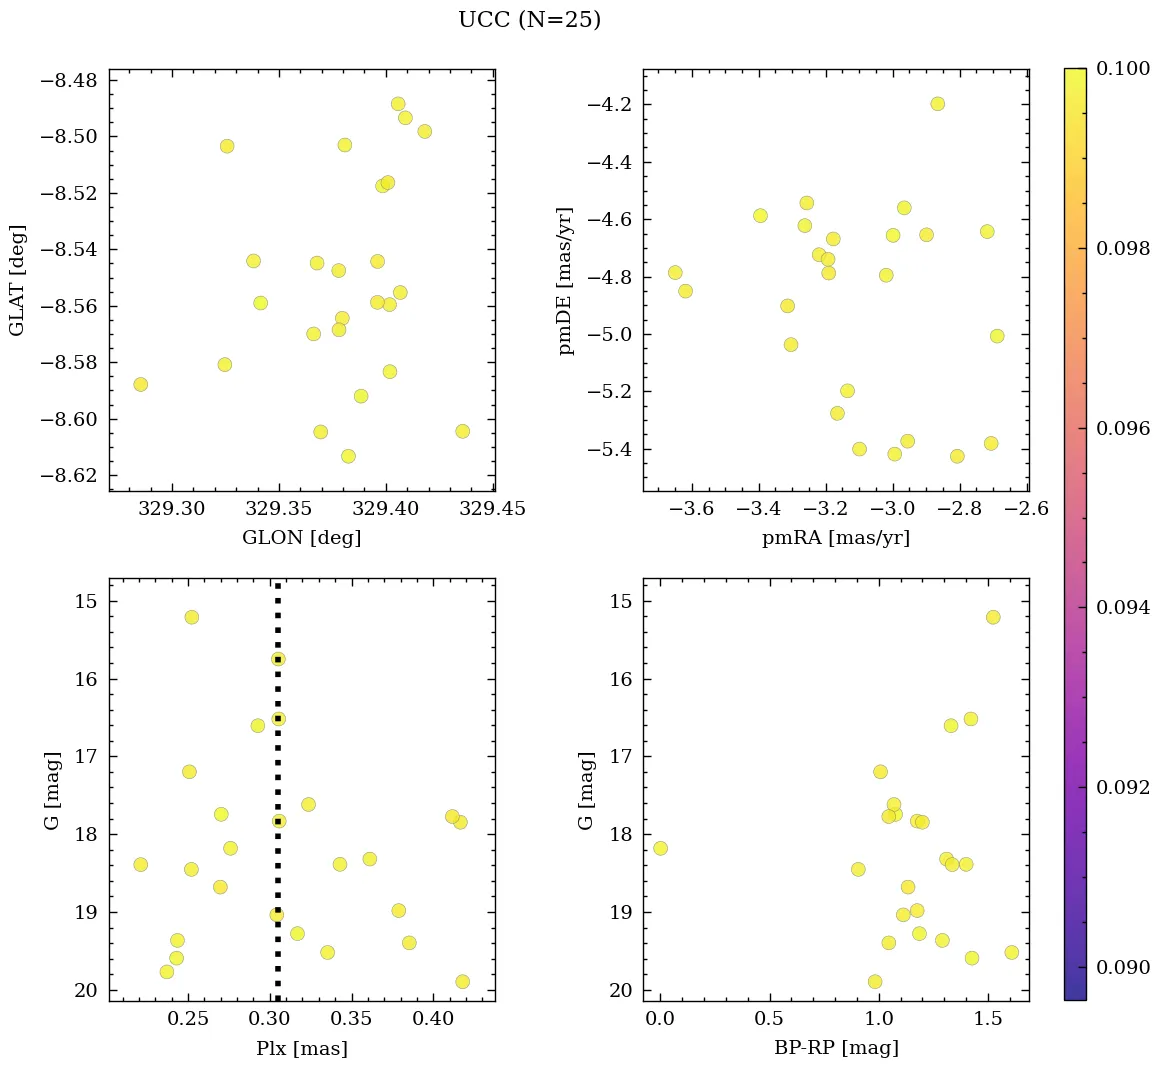 UCC (N=25)
−8.48
−8.50
−8.52
−8.54
−8.56
−8.58
−8.60
−8.62
GLAT [deg]
329.30 329.35 329.40 329.45
GLON [deg]
−4.2
−4.4
−4.6
−4.8
−5.0
−5.2
−5.4
pmDE [mas/yr]
−3.6 −3.4 −3.2 −3.0 −2.8 −2.6
pmRA [mas/yr]
15
16
17
18
19
20
G [mag]
0.25 0.30 0.35 0.40
Plx [mas]
15
16
17
18
19
20
G [mag]
0.0 0.5 1.0 1.5
BP-RP [mag]
0.100
0.098
0.096
0.094
0.092
0.090